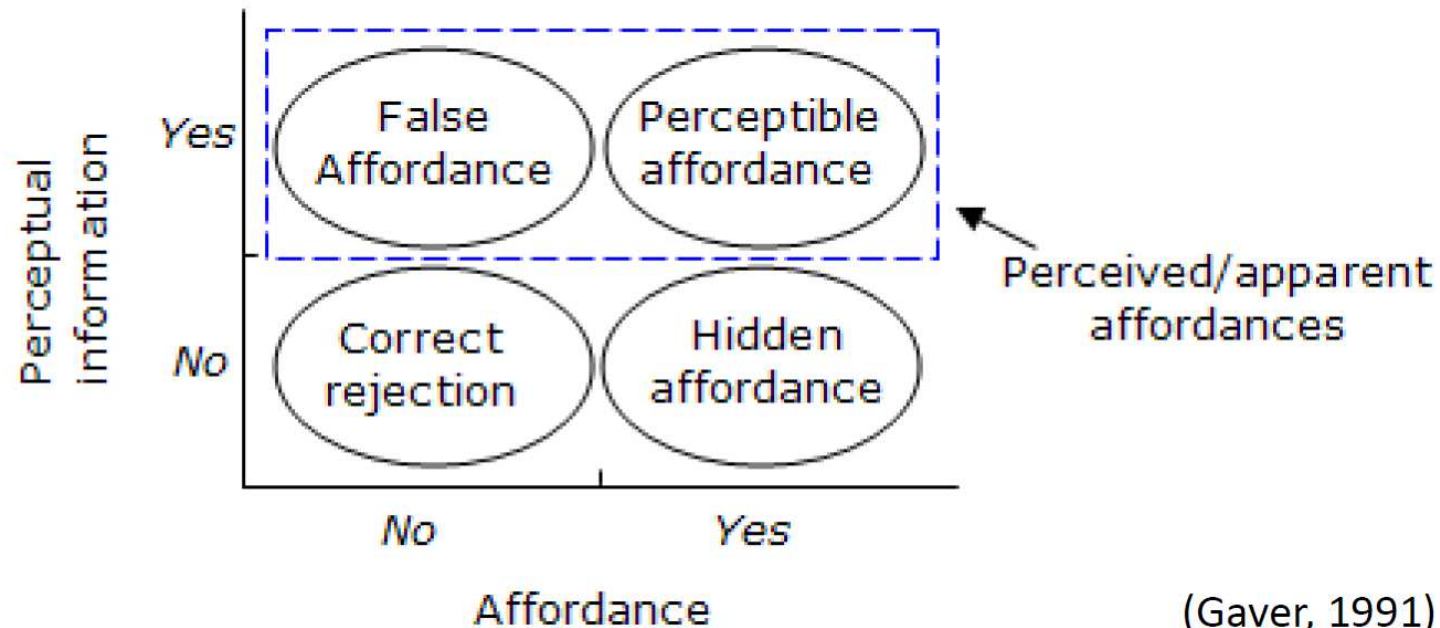 Perceptual
information
Yes
False
Affordance
Perceptible
affordance
Perceived/apparent
affordances
No
Correct
rejection
Hidden
affordance
No
Yes
Affordance
(Gaver, 1991)